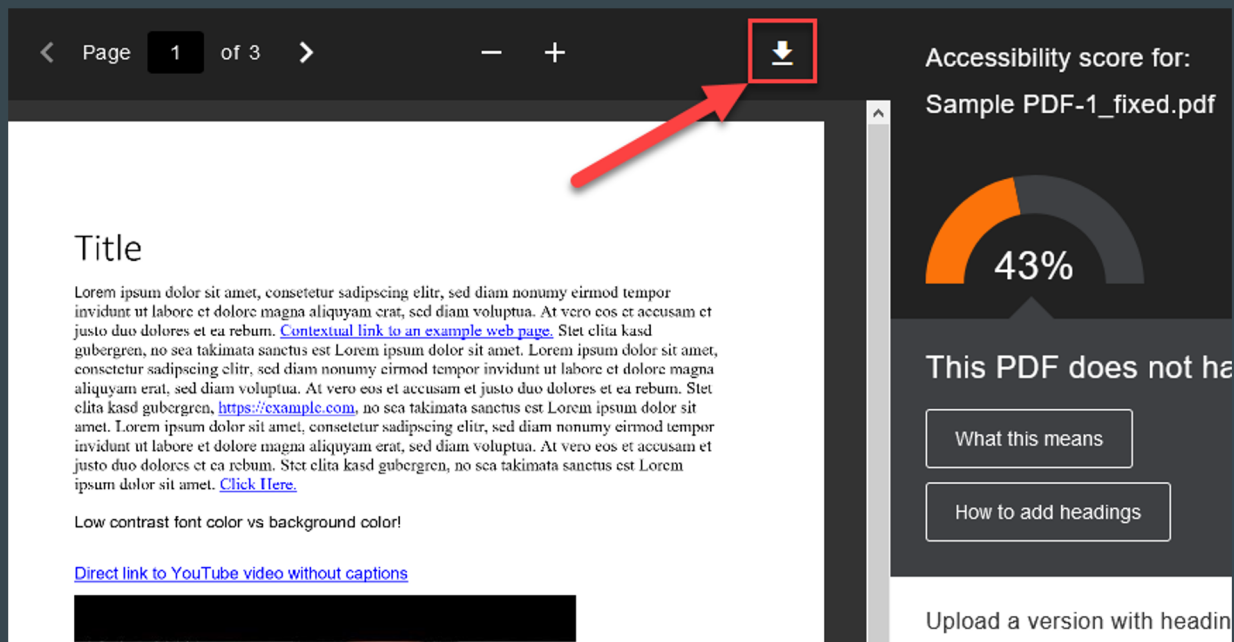 Page 1 of 3
Accessibility score for:
Sample PDF-1_fixed.pdf
43%
Title
Lorem ipsum dolor sit amet, consetetur sadipscing elitr, sed diam nonumy eirmod tempor
invidunt ut labore et dolore magna aliquyam erat, sed diam voluptua. At vero eos et accusam et
justo duo dolores et ea rebum. Contextual link to an example web page. Stet clita kasd
gubergren, no sea takimata sanctus est Lorem ipsum dolor sit amet. Lorem ipsum dolor sit amet,
consetetur sadipscing elitr, sed diam nonumy eirmod tempor invidunt ut labore et dolore magna
aliquyam erat, sed diam voluptua. At vero eos et accusam et justo duo dolores et ea rebum. Stet
clita kasd gubergren, https://example.com, no sea takimata sanctus est Lorem ipsum dolor sit
amet. Lorem ipsum dolor sit amet, consetetur sadipscing elitr, sed diam nonumy eirmod tempor
invidunt ut labore et dolore magna aliquyam erat, sed diam voluptua. At vero eos et accusam et
justo duo dolores et ea rebum. Stet clita kasd gubergren, no sea takimata sanctus est Lorem
ipsum dolor sit amet. Click Here.
Low contrast font color vs background color!
Direct link to YouTube video without captions
This PDF does not ha
What this means
How to add headings
Upload a version with headin